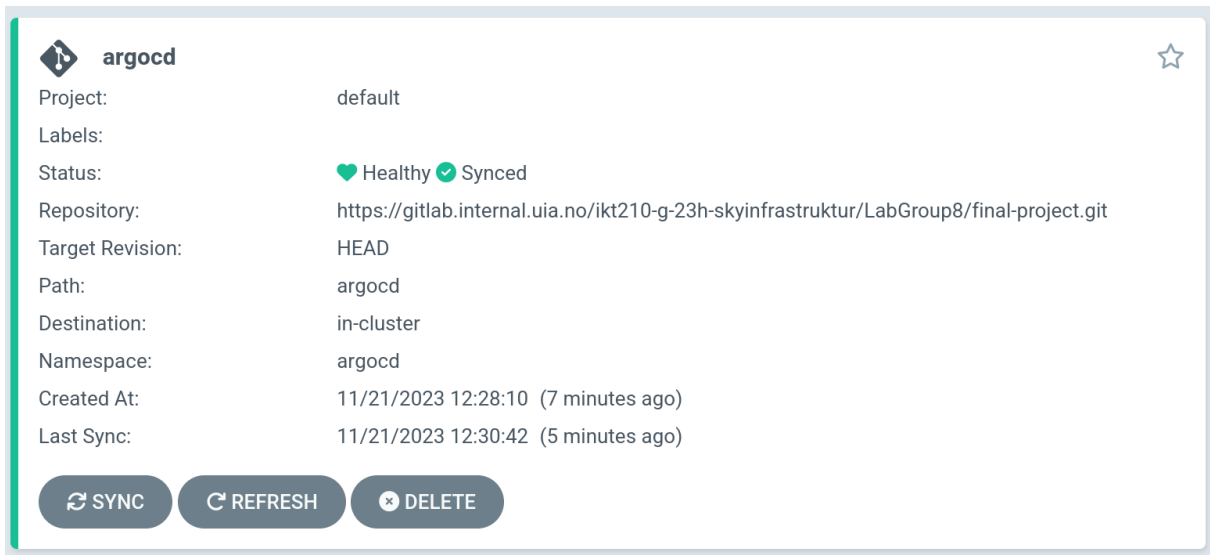 argocd
Project: default
Labels:
Status: Healthy Synced
Repository: https://gitlab.internal.uia.no/ikt210-g-23h-skyinfrastruktur/LabGroup8/final-project.git
Target Revision: HEAD
Path: argocd
Destination: in-cluster
Namespace: argocd
Created At: 11/21/2023 12:28:10 (7 minutes ago)
Last Sync: 11/21/2023 12:30:42 (5 minutes ago)
SYNC REFRESH DELETE